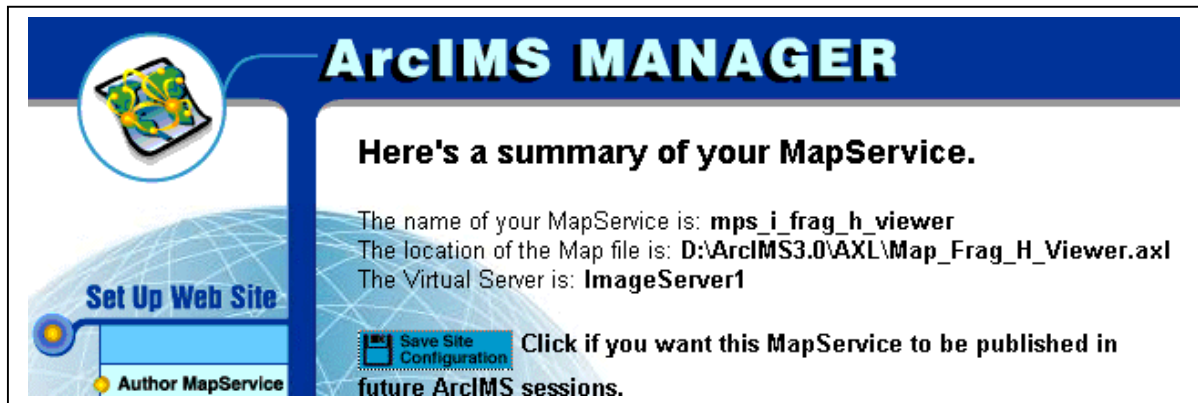 ArcIMS MANAGER
Here's a summary of your MapService.
The name of your MapService is: mps_i_frag_h_viewer
The location of the Map file is: D:\ArcIMS3.0\AXL\Map_Frag_H_Viewer.axl
The Virtual Server is: ImageServer1
Set Up Web Site
Save Site
Configuration
Click if you want this MapService to be published in
Author MapService
future ArcIMS sessions.